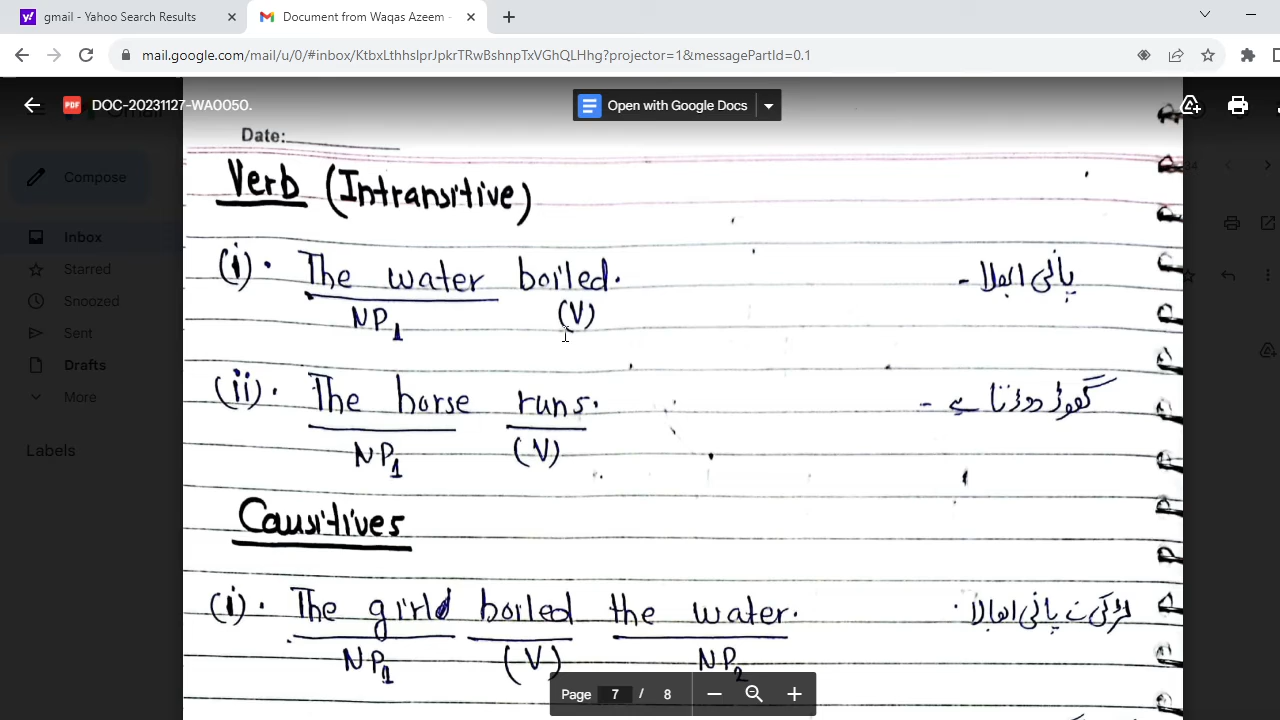 gmail - Yahoo Search Results
Document from Waqas Azeem -
mail.google.com/mail/u/0/#inbox/KtbxLthhslprJpkrTRwBshnpTxVGhQLHhg?projector=1&messagePartId=0.1
PDF DOC-20231127-WA0050.
Open with Google Docs
Compose
Inbox
Starred
Snoozed
Sent
Drafts
More
Labels
Date:
Verb (Intransitive)
(i). The water boiled. پانی ابلا -
NP1 (V)
(ii). The horse runs. گھوڑا دوڑتا ہے -
NP1 (V)
Causitives
(i). The girl boiled the water. لڑکی نے پانی ابالا .
NP1 (V) NP2
Page 7 / 8